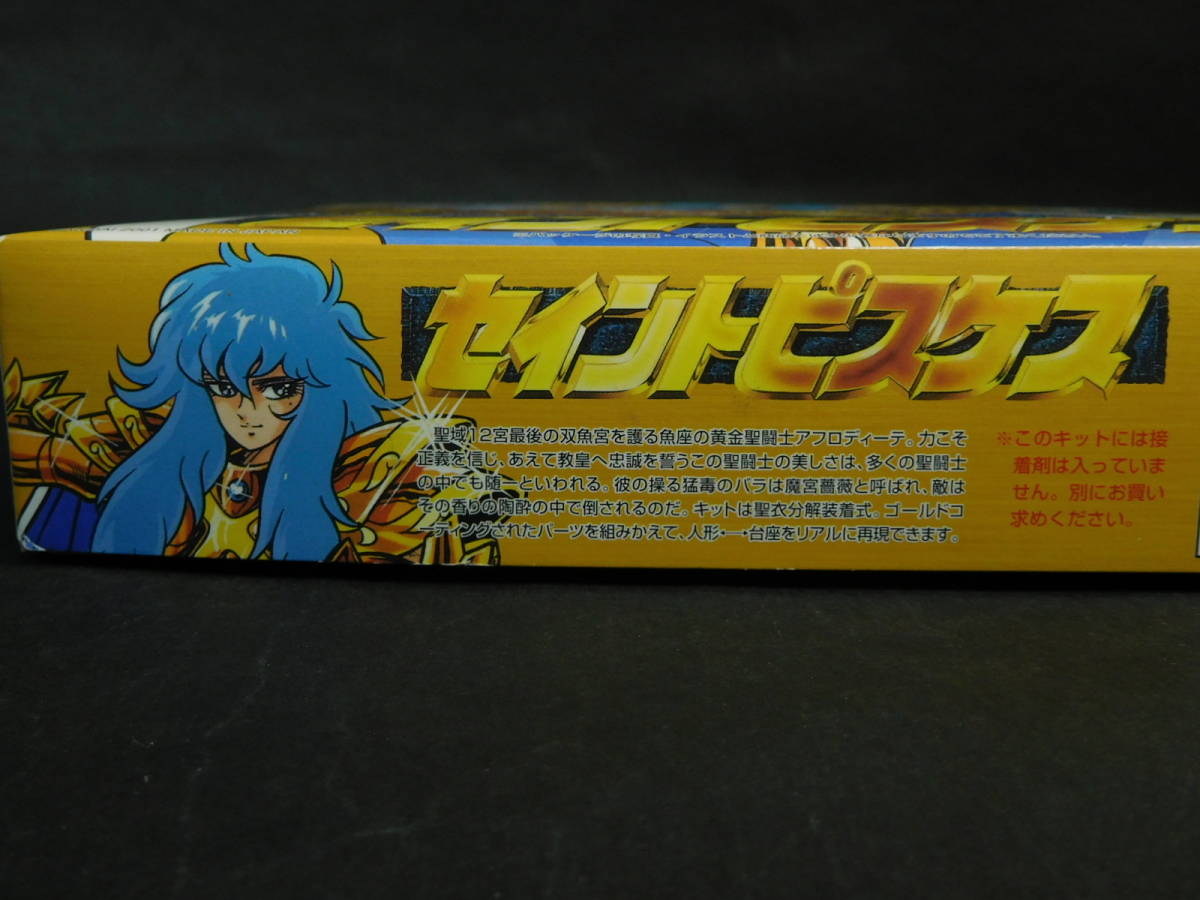 2001 MADE IN JAPAN
セイントピスケス
聖域12宮最後の双魚宮を護る魚座の黄金聖闘士アフロディーテ。力こそ
正義を信じ、あえて教皇へ忠誠を誓うこの聖闘士の美しさは、多くの聖闘士
の中でも随一といわれる。彼の操る猛毒のバラは魔宮薔薇と呼ばれ、敵は
その香りの陶酔の中で倒されるのだ。キットは聖衣分解装着式。ゴールドコ
ーティングされたパーツを組みかえて、人形・一・台座をリアルに再現できます。
※このキットには接
着剤は入っていま
せん。別にお買い
求めください。